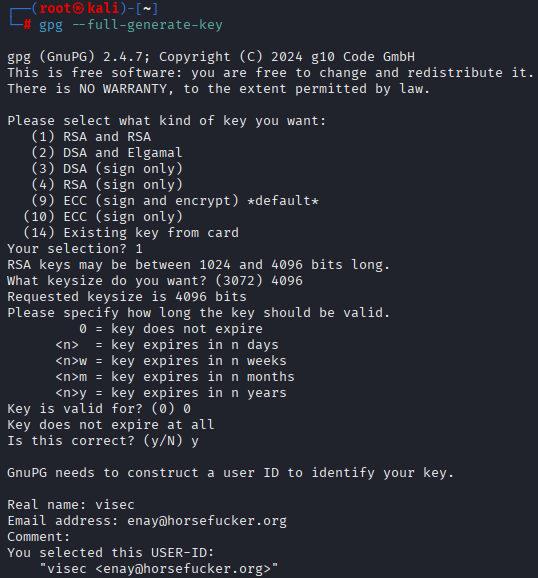 ┌──(root㉿kali)-[~]
└─# gpg --full-generate-key
gpg (GnuPG) 2.4.7; Copyright (C) 2024 g10 Code GmbH
This is free software: you are free to change and redistribute it.
There is NO WARRANTY, to the extent permitted by law.
Please select what kind of key you want:
   (1) RSA and RSA
   (2) DSA and Elgamal
   (3) DSA (sign only)
   (4) RSA (sign only)
   (9) ECC (sign and encrypt) *default*
  (10) ECC (sign only)
  (14) Existing key from card
Your selection? 1
RSA keys may be between 1024 and 4096 bits long.
What keysize do you want? (3072) 4096
Requested keysize is 4096 bits
Please specify how long the key should be valid.
         0 = key does not expire
      <n>  = key expires in n days
      <n>w = key expires in n weeks
      <n>m = key expires in n months
      <n>y = key expires in n years
Key is valid for? (0) 0
Key does not expire at all
Is this correct? (y/N) y
GnuPG needs to construct a user ID to identify your key.
Real name: visec
Email address: enay@horsefucker.org
Comment:
You selected this USER-ID:
    "visec <enay@horsefucker.org>"